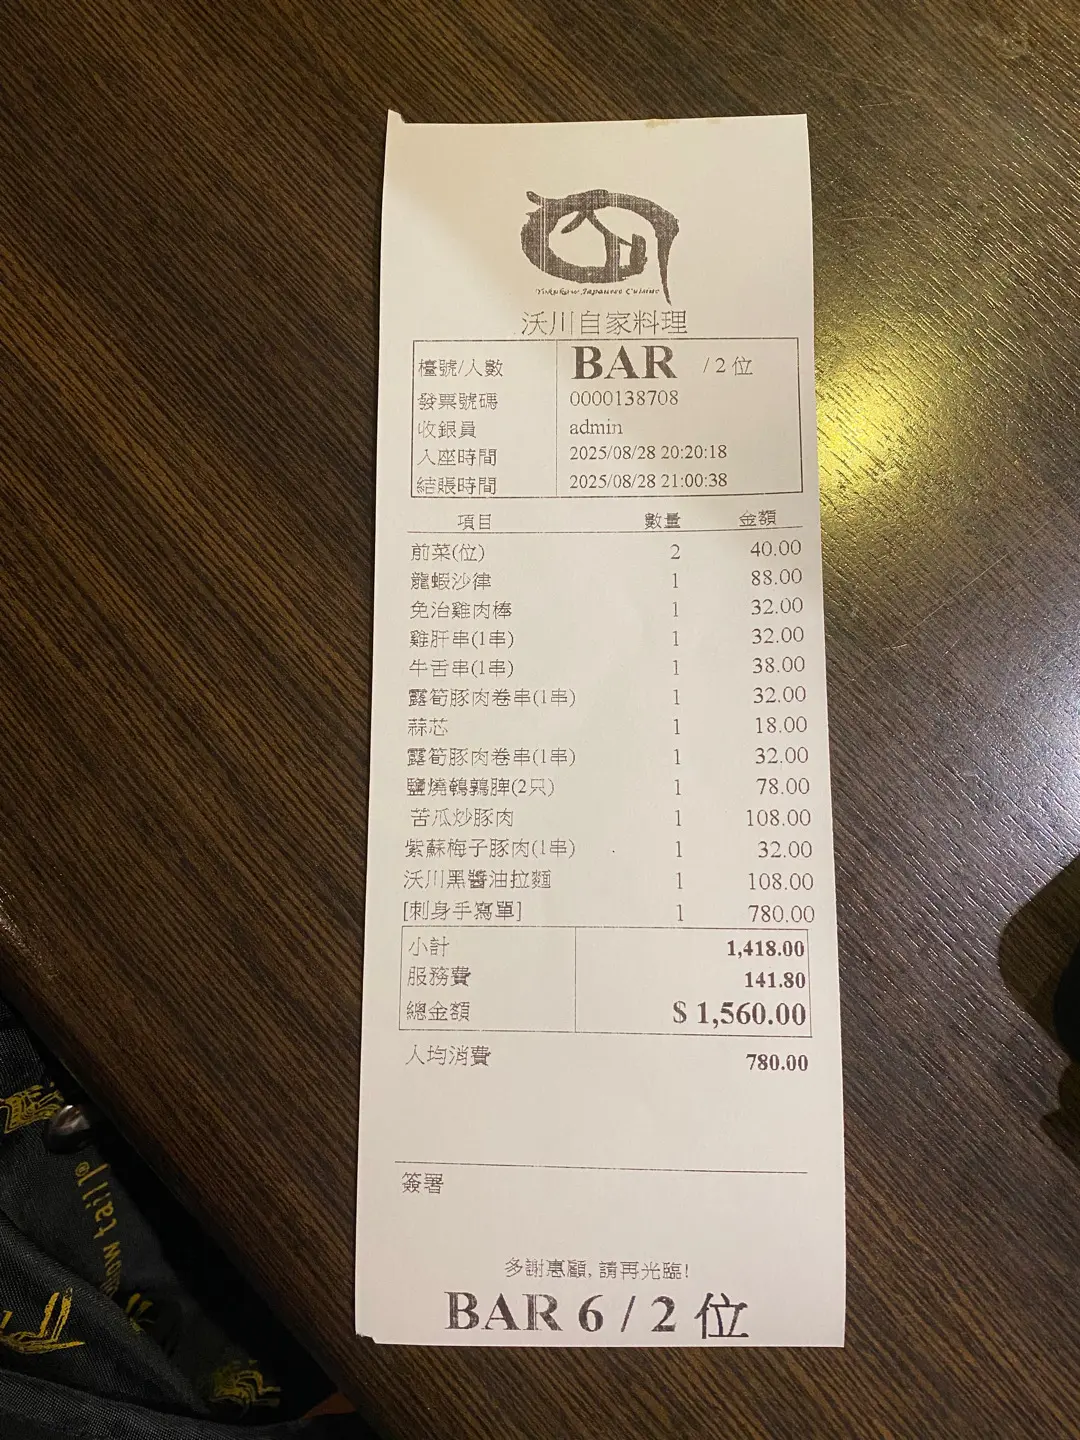 Yokukaw Japanese Cuisine
沃川自家料理
檯號/人數 BAR / 2 位
發票號碼 0000138708
收銀員 admin
入座時間 2025/08/28 20:20:18
結賬時間 2025/08/28 21:00:38
項目 數量 金額
前菜(位) 2 40.00
龍蝦沙律 1 88.00
免治雞肉棒 1 32.00
雞肝串(1串) 1 32.00
牛舌串(1串) 1 38.00
露筍豚肉卷串(1串) 1 32.00
蒜芯 1 18.00
露筍豚肉卷串(1串) 1 32.00
鹽燒鵪鶉脾(2只) 1 78.00
苦瓜炒豚肉 1 108.00
紫蘇梅子豚肉(1串) 1 32.00
沃川黑醬油拉麵 1 108.00
[刺身手寫單] 1 780.00
小計 1,418.00
服務費 141.80
總金額 $ 1,560.00
人均消費 780.00
簽署
多謝惠顧, 請再光臨!
BAR 6 / 2 位
tail®